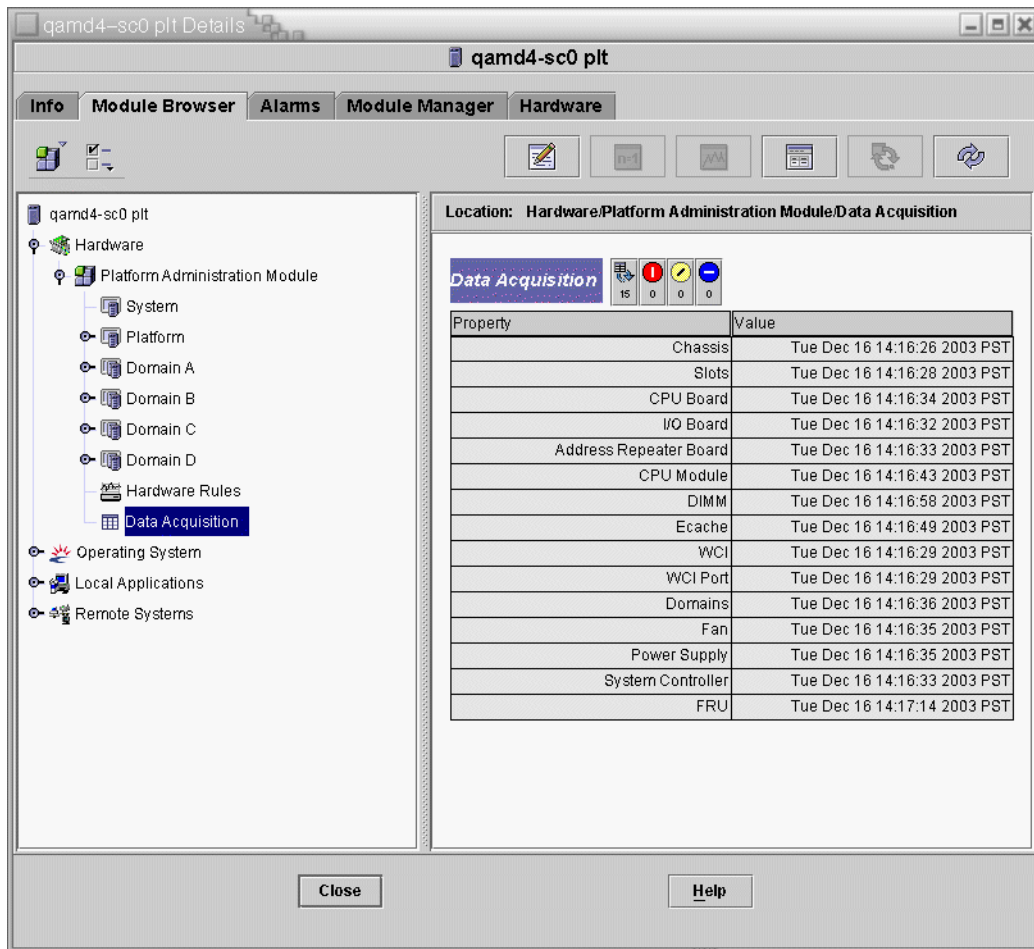 qamd4-sc0 plt Details
qamd4-sc0 plt
Info Module Browser Alarms Module Manager Hardware
n=1
qamd4-sc0 plt
Hardware
Platform Administration Module
System
Platform
Domain A
Domain B
Domain C
Domain D
Hardware Rules
Data Acquisition
Operating System
Local Applications
Remote Systems
Location: Hardware/Platform Administration Module/Data Acquisition
Data Acquisition 15 0 0 0
Property Value
Chassis Tue Dec 16 14:16:26 2003 PST
Slots Tue Dec 16 14:16:28 2003 PST
CPU Board Tue Dec 16 14:16:34 2003 PST
I/O Board Tue Dec 16 14:16:32 2003 PST
Address Repeater Board Tue Dec 16 14:16:33 2003 PST
CPU Module Tue Dec 16 14:16:43 2003 PST
DIMM Tue Dec 16 14:16:58 2003 PST
Ecache Tue Dec 16 14:16:49 2003 PST
WCI Tue Dec 16 14:16:29 2003 PST
WCI Port Tue Dec 16 14:16:29 2003 PST
Domains Tue Dec 16 14:16:36 2003 PST
Fan Tue Dec 16 14:16:35 2003 PST
Power Supply Tue Dec 16 14:16:35 2003 PST
System Controller Tue Dec 16 14:16:33 2003 PST
FRU Tue Dec 16 14:17:14 2003 PST
Close Help